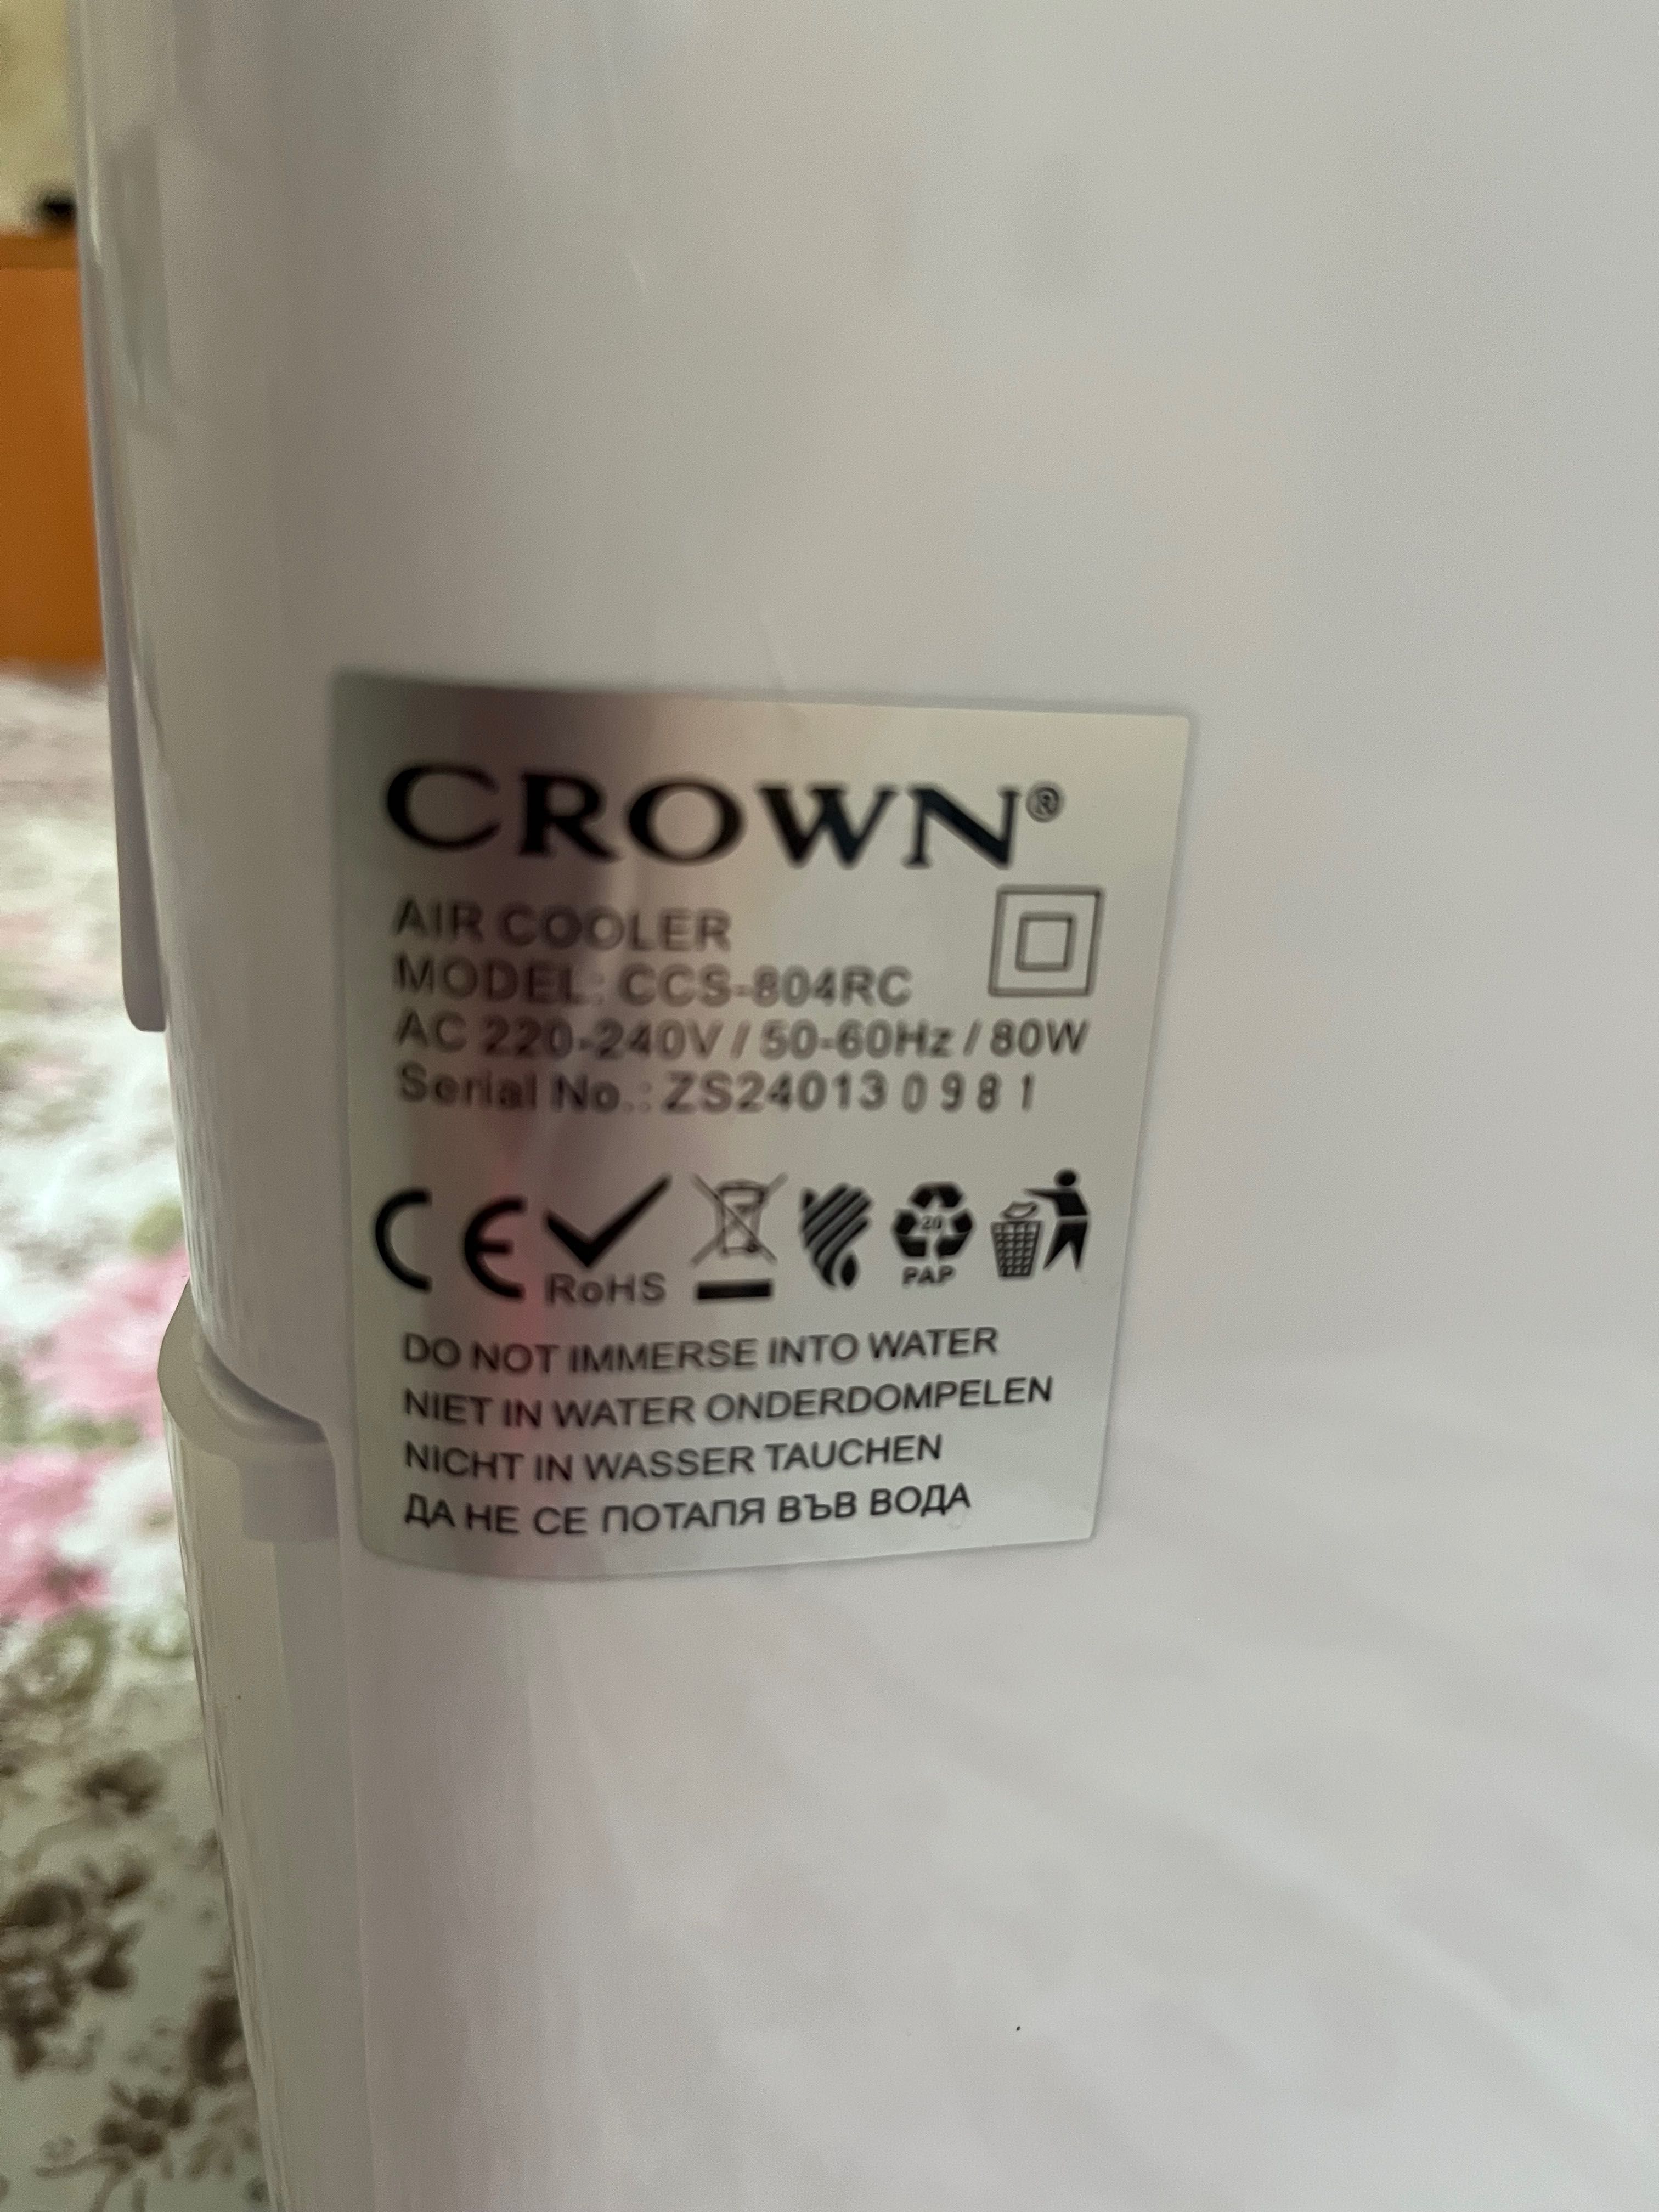 CROWN®
AIR COOLER
MODEL: CCS-804RC
AC 220-240V / 50-60Hz / 80W
Serial No.: ZS240130981
CE RoHS 20 PAP
DO NOT IMMERSE INTO WATER
NIET IN WATER ONDERDOMPELEN
NICHT IN WASSER TAUCHEN
ДА НЕ СЕ ПОТАПЯ ВЪВ ВОДА